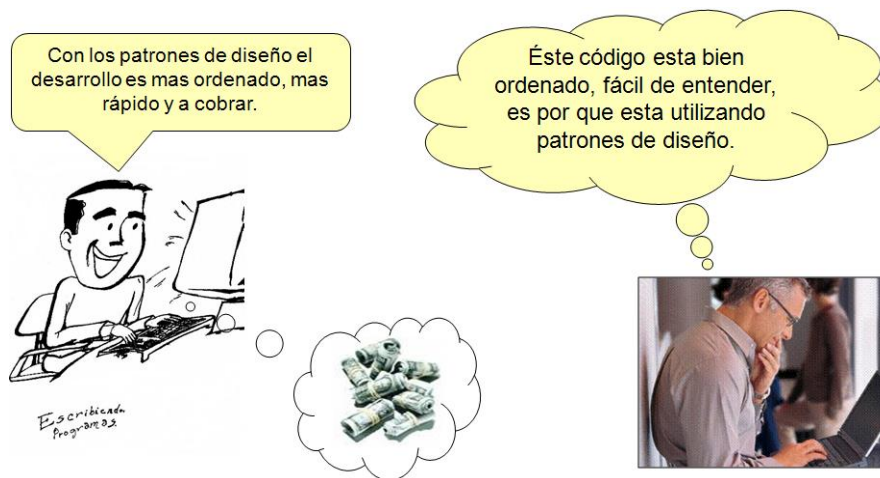 Con los patrones de diseño el
desarrollo es mas ordenado, mas
rápido y a cobrar.
Éste código esta bien
ordenado, fácil de entender,
es por que esta utilizando
patrones de diseño.
Escribiendo
Programas